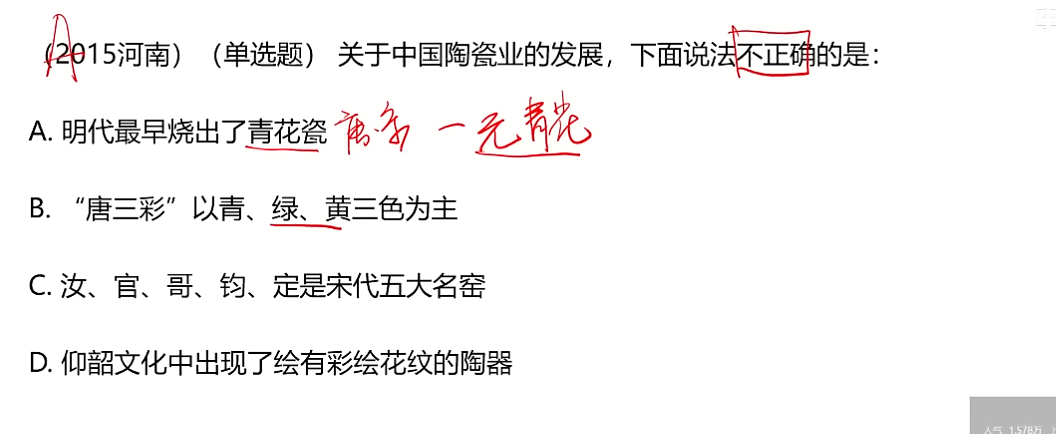 A
(2015河南）（单选题） 关于中国陶瓷业的发展，下面说法不正确的是：
A. 明代最早烧出了青花瓷 唐·宋 一 元青花
B. “唐三彩”以青、绿、黄三色为主
C. 汝、官、哥、钧、定是宋代五大名窑
D. 仰韶文化中出现了绘有彩绘花纹的陶器
人气 1.578万